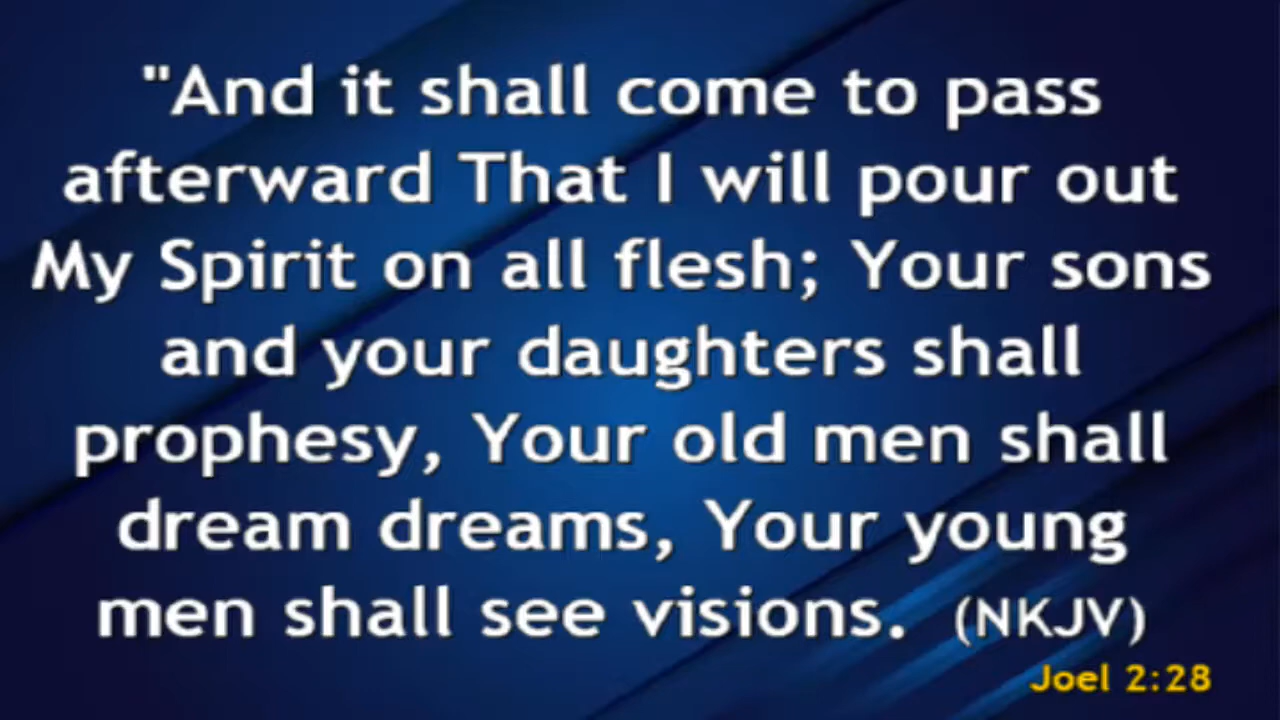 "And it shall come to pass
afterward That I will pour out
My Spirit on all flesh; Your sons
and your daughters shall
prophesy, Your old men shall
dream dreams, Your young
men shall see visions. (NKJV)
Joel 2:28